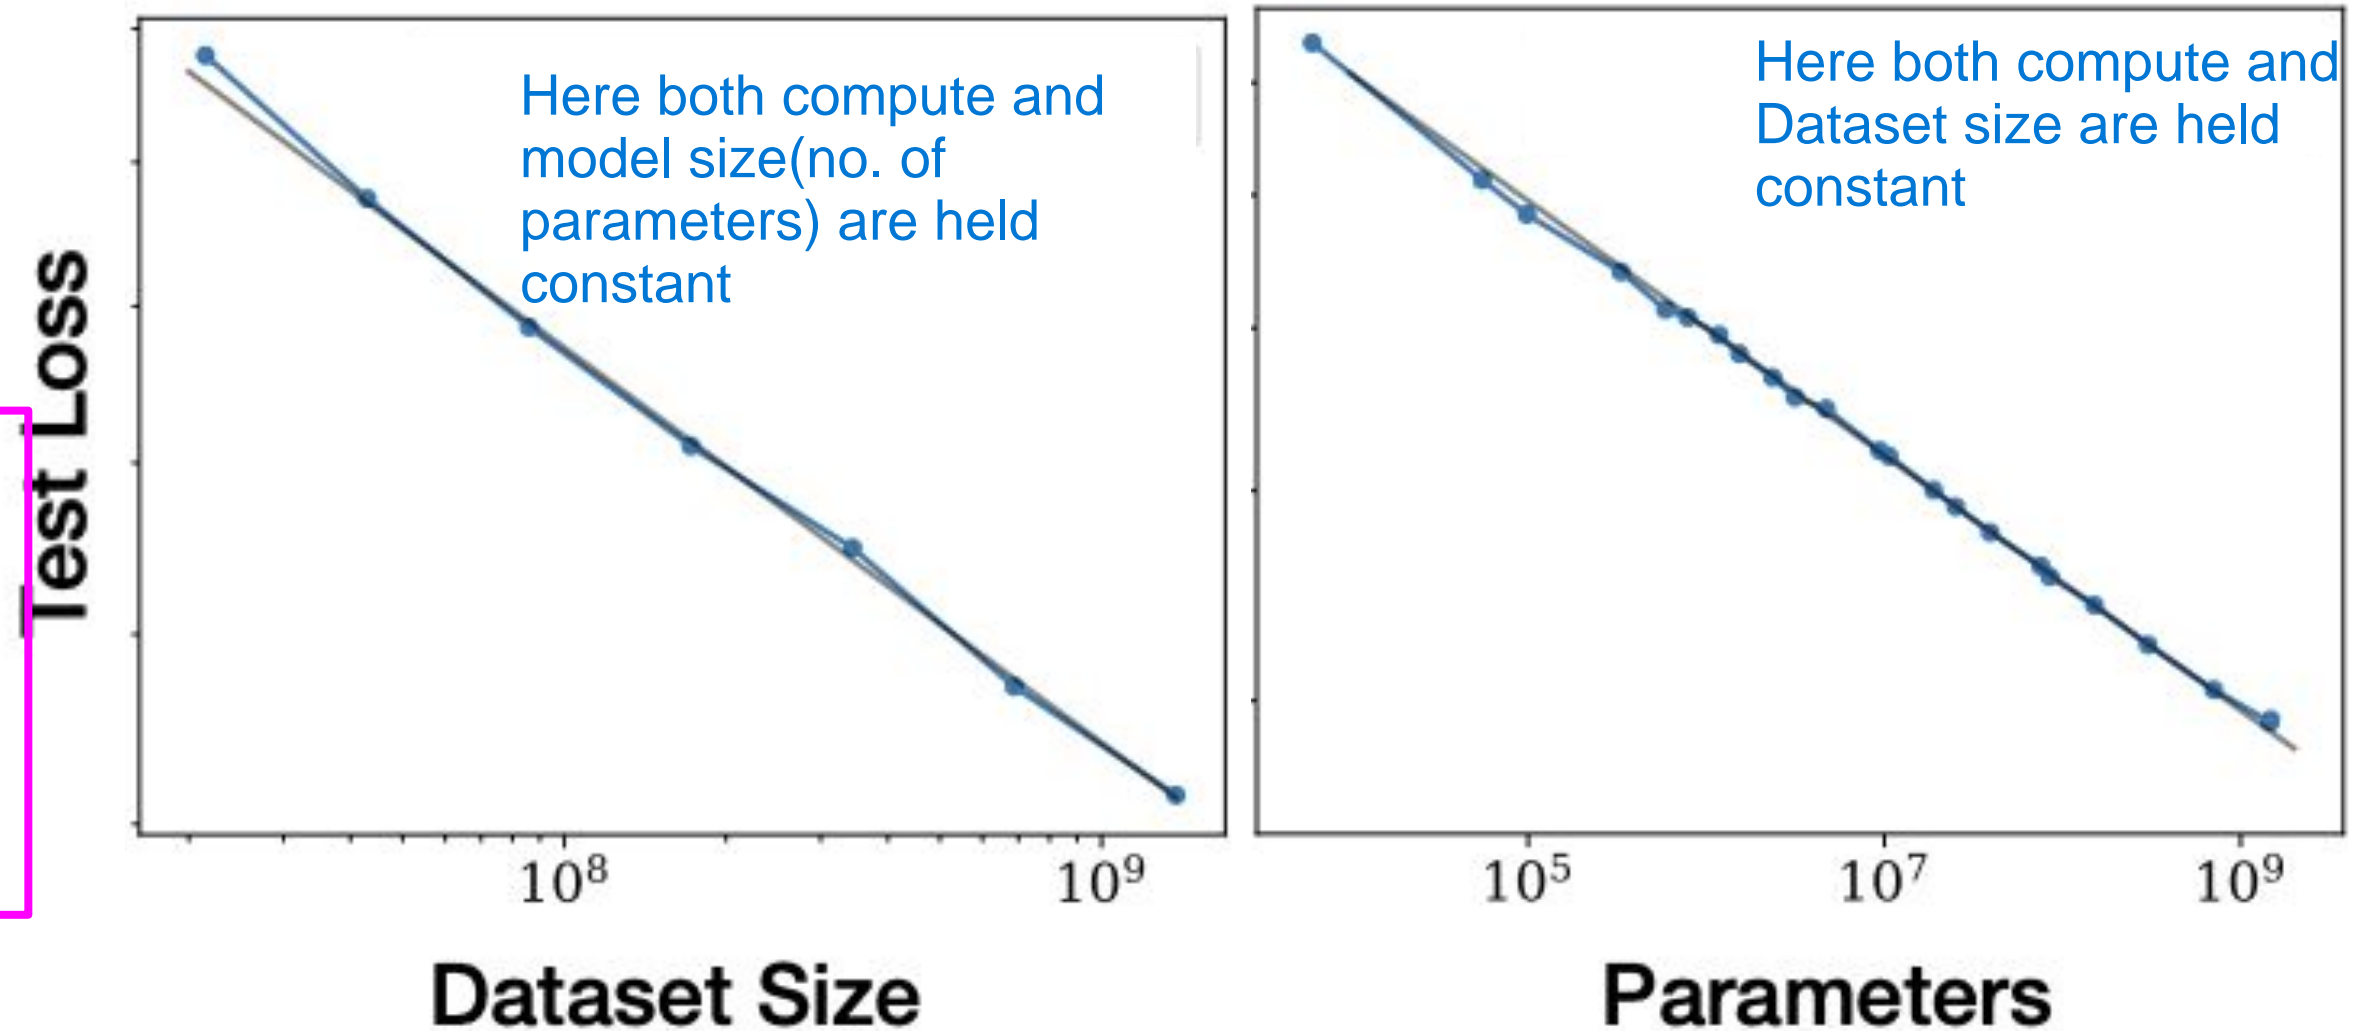 Test Loss
Here both compute and
model size(no. of
parameters) are held
constant
10⁸
10⁹
Dataset Size
Here both compute and
Dataset size are held
constant
10⁵
10⁷
10⁹
Parameters